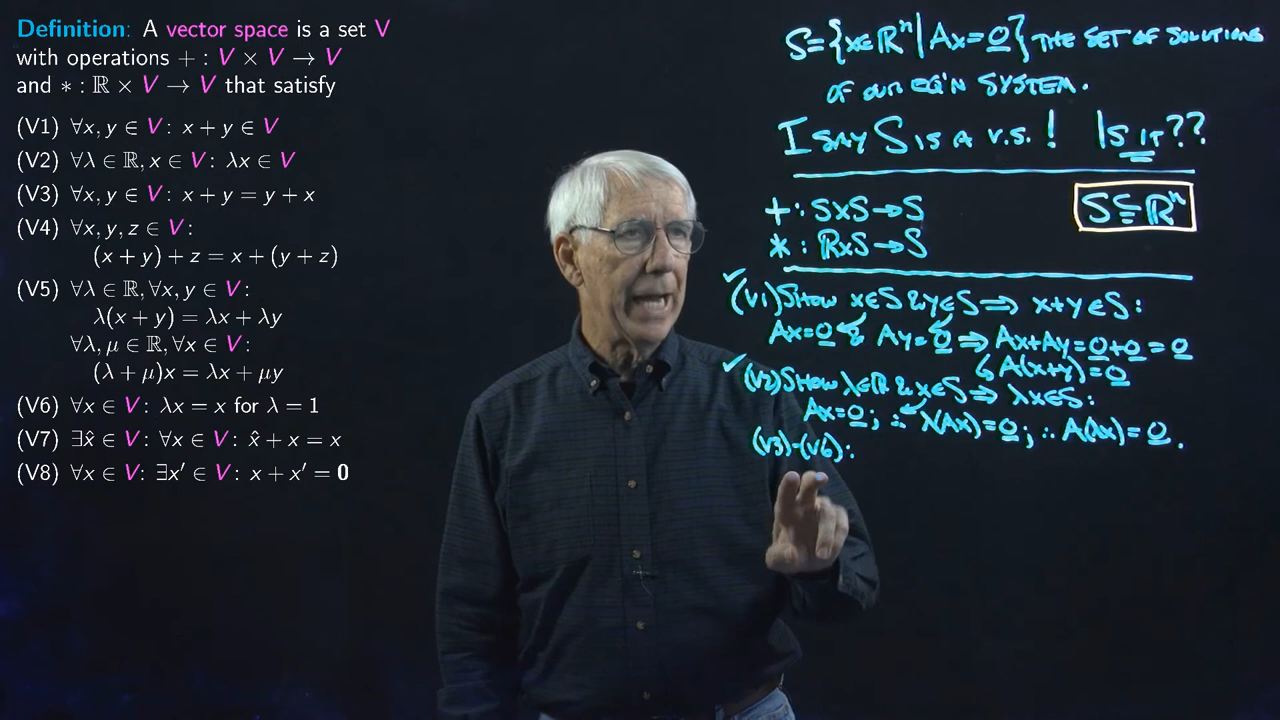 Definition: A vector space is a set V
with operations + : V × V → V
and ∗ : ℝ × V → V that satisfy
(V1) ∀x, y ∈ V: x + y ∈ V
(V2) ∀λ ∈ ℝ, x ∈ V: λx ∈ V
(V3) ∀x, y ∈ V: x + y = y + x
(V4) ∀x, y, z ∈ V:
(x + y) + z = x + (y + z)
(V5) ∀λ ∈ ℝ, ∀x, y ∈ V:
λ(x + y) = λx + λy
∀λ, μ ∈ ℝ, ∀x ∈ V:
(λ + μ)x = λx + μy
(V6) ∀x ∈ V: λx = x for λ = 1
(V7) ∃x̂ ∈ V: ∀x ∈ V: x̂ + x = x
(V8) ∀x ∈ V: ∃x′ ∈ V: x + x′ = 0
S={x∈ℝⁿ|Ax=0} THE SET OF SOLUTIONS
OF OUR EQ'N SYSTEM.
I SAY S IS A V.S.! IS IT??
+: S×S→S
S⊆ℝⁿ
*: ℝ×S→S
✓(V1) SHOW x∈S & y∈S ⟹ x+y∈S:
Ax=0 & Ay=0 ⟹ Ax+Ay=0+0=0
↳ A(x+y)=0
✓(V2) SHOW λ∈ℝ & x∈S ⟹ λx∈S:
Ax=0; ∴ λ(Ax)=0; ∴ A(λx)=0.
(V3)-(V6):